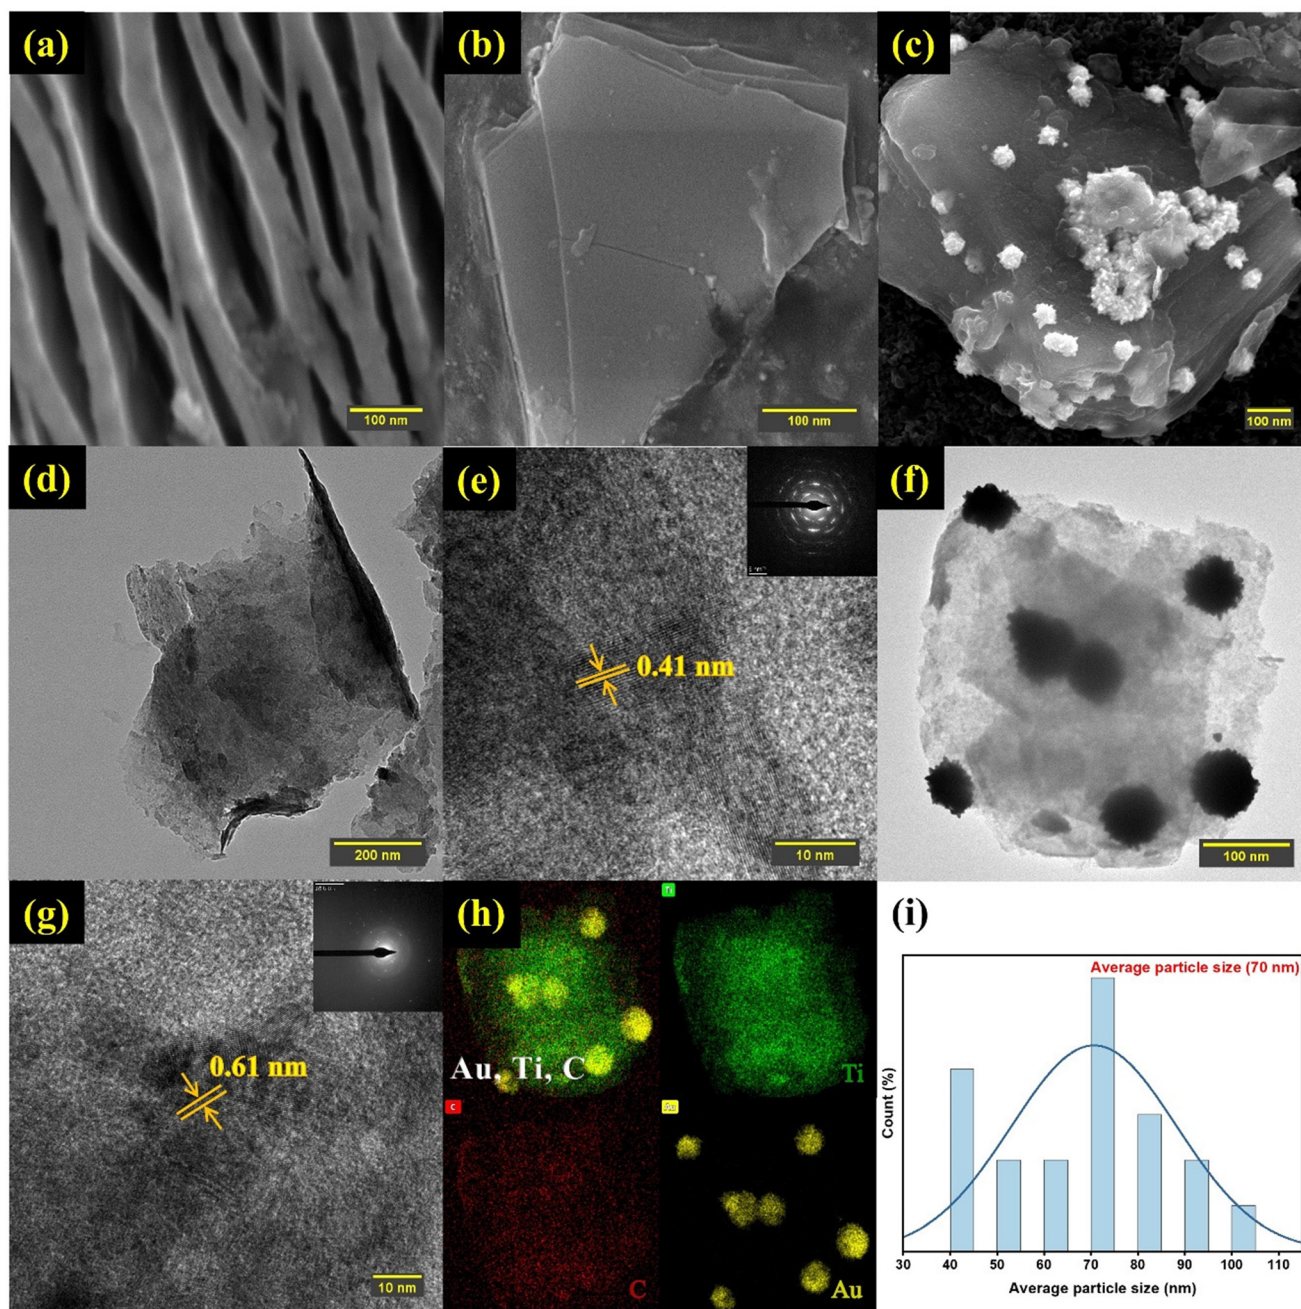 (a)
100 nm
(b)
100 nm
(c)
100 nm
(d)
200 nm
(e)
0.41 nm
10 nm
(f)
100 nm
(g)
0.61 nm
10 nm
(h)
Au, Ti, C
Ti
Ti
C
C
Au
Au
(i)
Average particle size (70 nm)
Count (%)
30 40 50 60 70 80 90 100 110
Average particle size (nm)